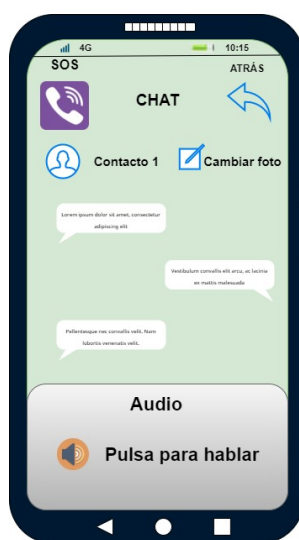 4G 10:15
SOS
ATRÁS
CHAT
Contacto 1
Cambiar foto
Lorem ipsum dolor sit amet, consectetur
adipiscing elit
Vestibulum convallis elit arcu, ac lacinia
ex mattis malesuada
Pellentesque nec convallis velit. Nam
lobortis venenatis velit.
Audio
Pulsa para hablar